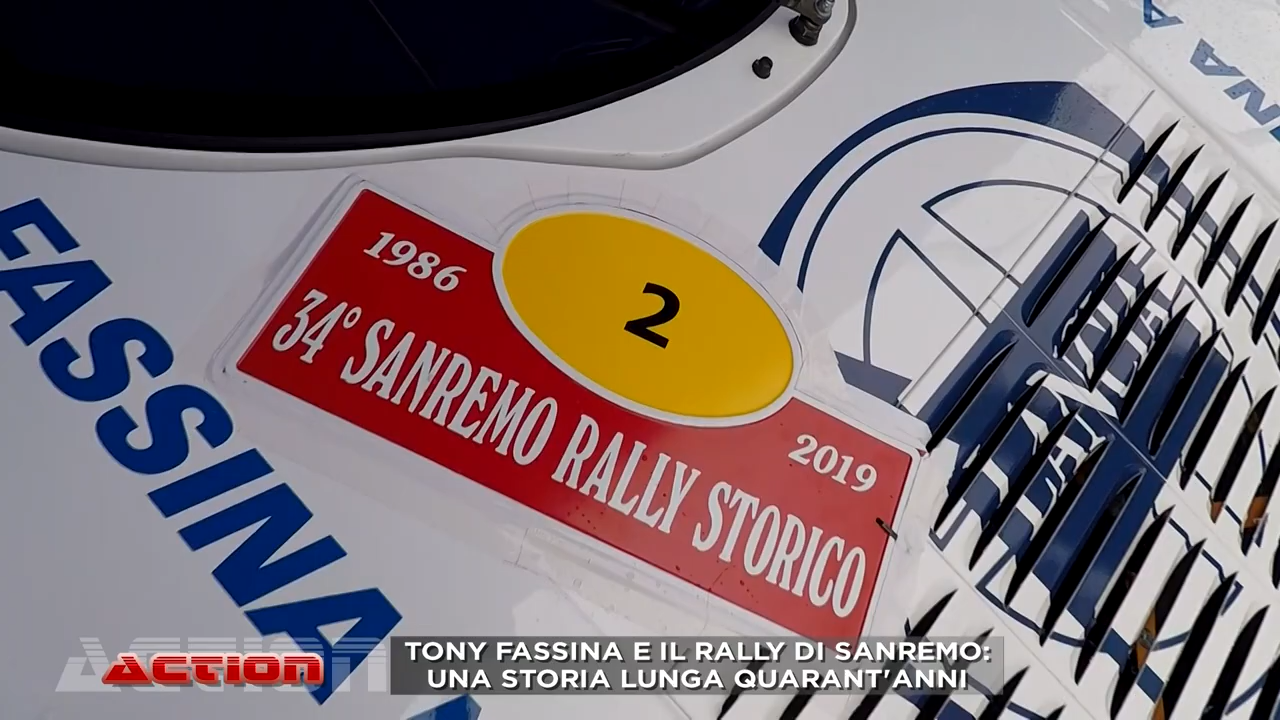 FASSINA
1986
2
34° SANREMO RALLY STORICO
2019
ACTION
TONY FASSINA E IL RALLY DI SANREMO:
UNA STORIA LUNGA QUARANT'ANNI